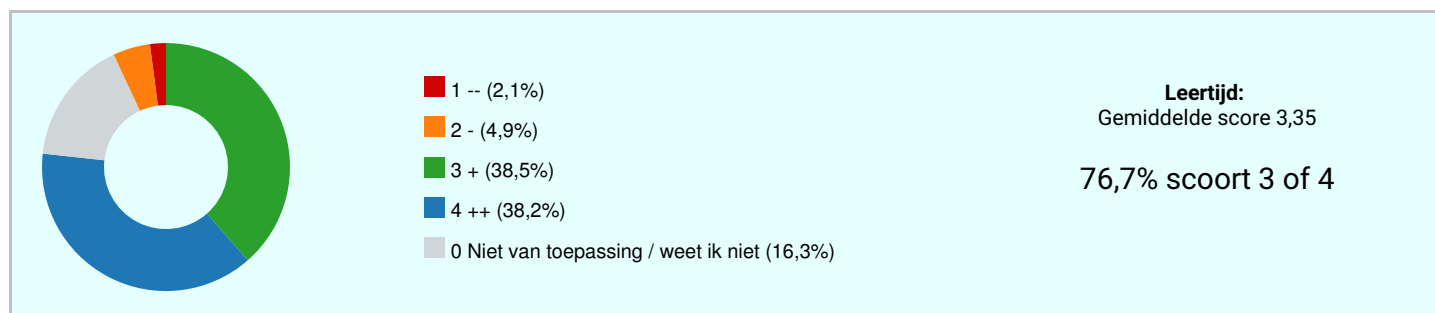 1 -- (2,1%)
2 - (4,9%)
3 + (38,5%)
4 ++ (38,2%)
0 Niet van toepassing / weet ik niet (16,3%)
Leertijd:
Gemiddelde score 3,35
76,7% scoort 3 of 4